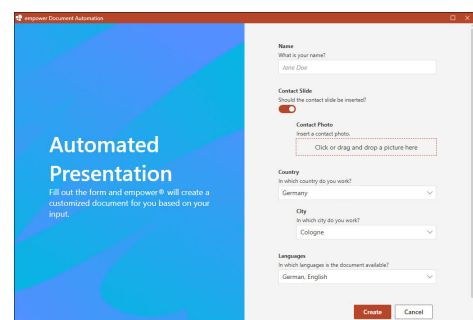 empower Document Automation
Automated
Presentation
Fill out the form and empower® will create a
customized document for you based on your
input.
Name
What is your name?
Jane Doe
Contact Slide
Should the contact slide be inserted?
Contact Photo
Insert a contact photo.
Click or drag and drop a picture here
Country
In which country do you work?
Germany
City
In which city do you work?
Cologne
Languages
In which languages is the document available?
German, English
Create
Cancel